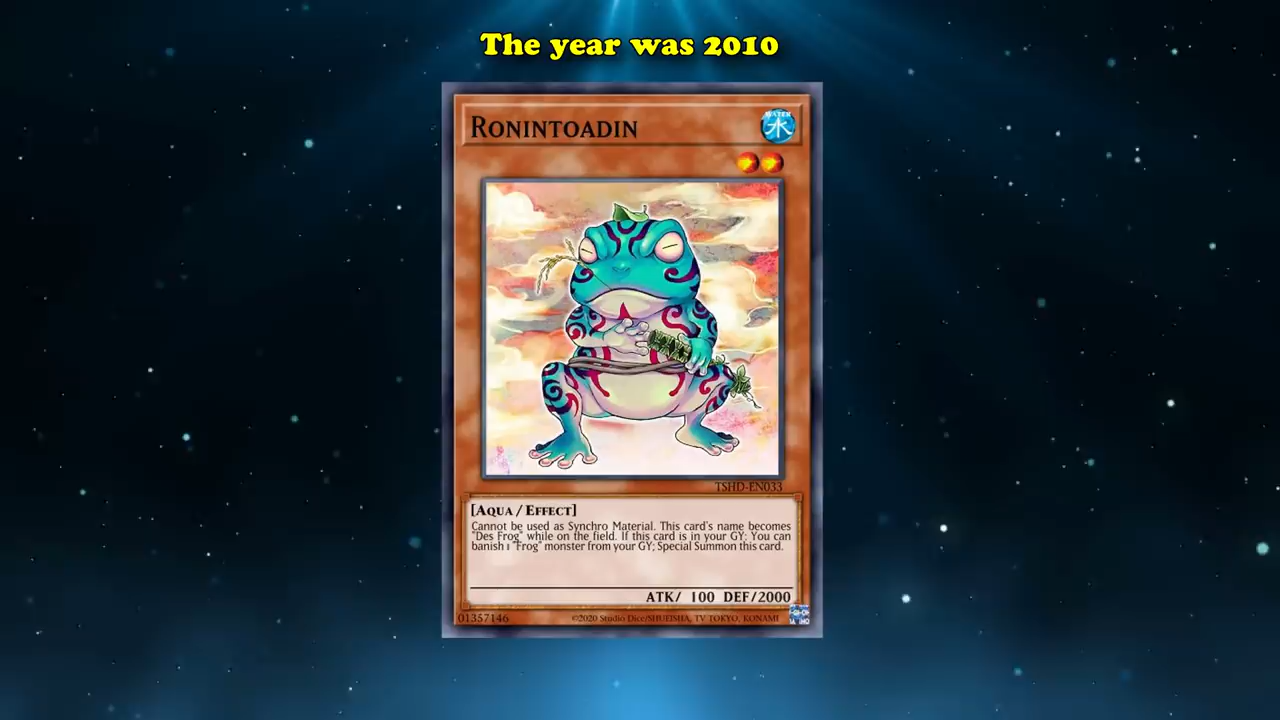 The year was 2010
RONINTOADIN
WATER
水
TSHD-EN033
[AQUA / EFFECT]
Cannot be used as Synchro Material. This card's name becomes
"Des Frog" while on the field. If this card is in your GY: You can
banish 1 "Frog" monster from your GY; Special Summon this card.
ATK/ 100 DEF/2000
01357146
©2020 Studio Dice/SHUEISHA, TV TOKYO, KONAMI